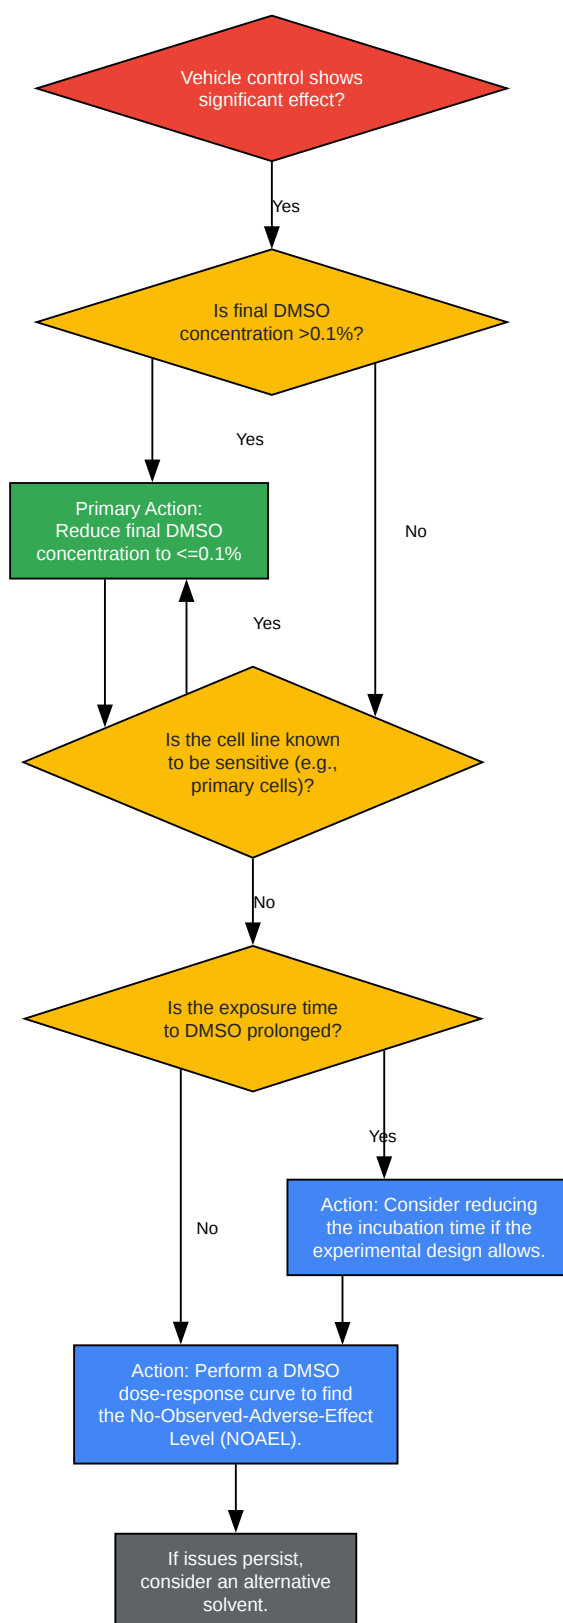 Vehicle control shows
significant effect?
Yes
Is final DMSO
concentration >0.1%?
Yes
Primary Action:
Reduce final DMSO
concentration to <=0.1%
No
Yes
Is the cell line known
to be sensitive (e.g.,
primary cells)?
No
Is the exposure time
to DMSO prolonged?
Yes
Action: Consider reducing
the incubation time if the
experimental design allows.
No
Action: Perform a DMSO
dose-response curve to find
the No-Observed-Adverse-Effect
Level (NOAEL).
If issues persist,
consider an alternative
solvent.